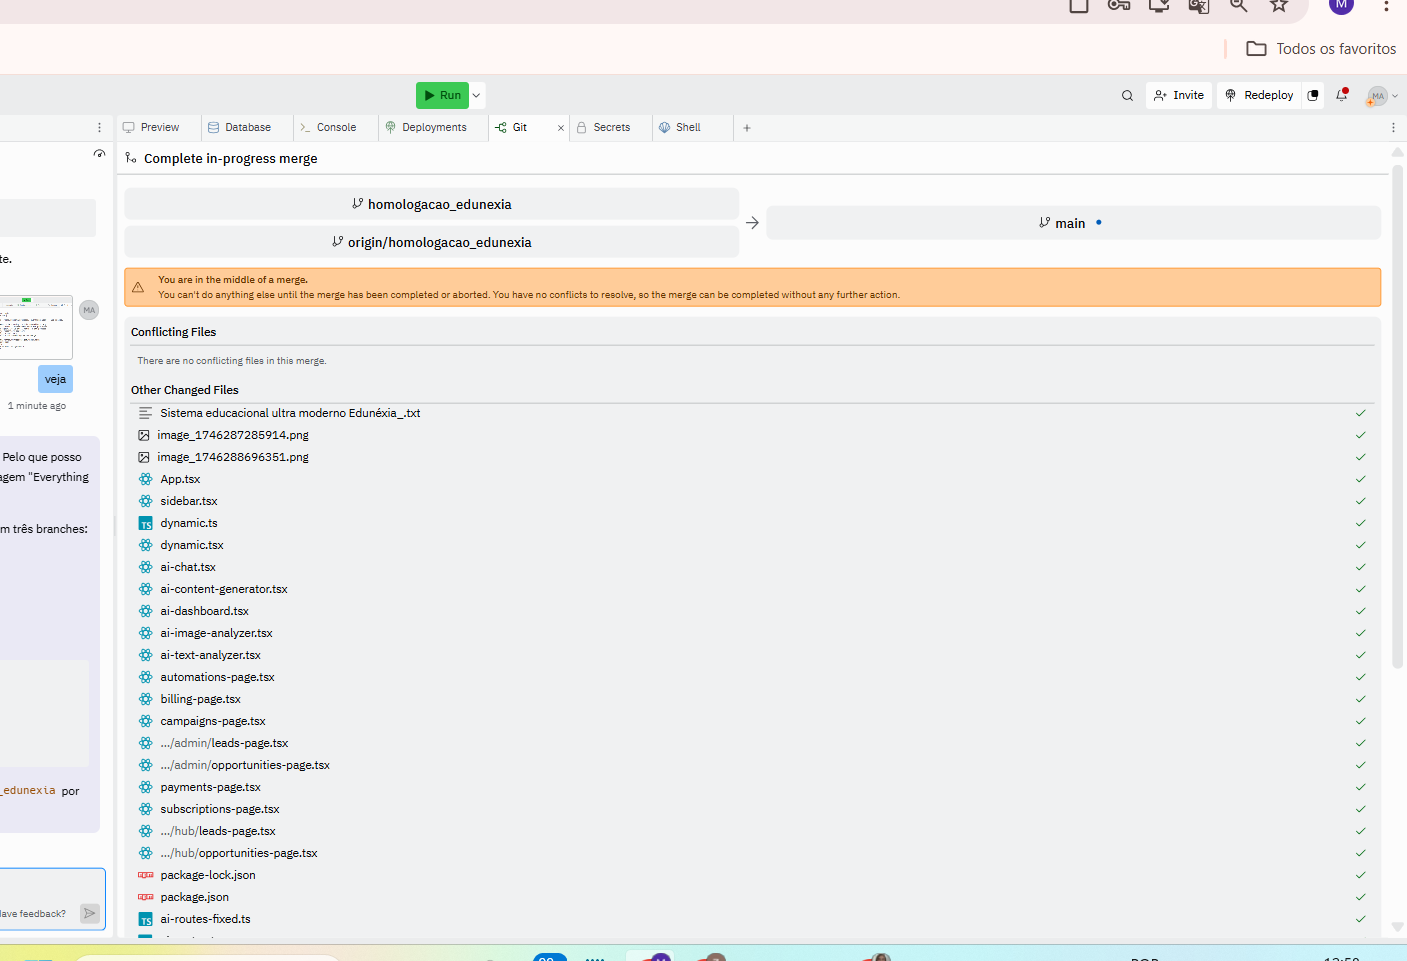 M
Todos os favoritos
Run
Invite
Redeploy
MA
Preview
Database
Console
Deployments
Git
Secrets
Shell
Complete in-progress merge
homologacao_edunexia
origin/homologacao_edunexia
main
You are in the middle of a merge.
You can't do anything else until the merge has been completed or aborted. You have no conflicts to resolve, so the merge can be completed without any further action.
Conflicting Files
There are no conflicting files in this merge.
Other Changed Files
Sistema educacional ultra moderno Edunéxia_.txt
image_1746287285914.png
image_1746288696351.png
App.tsx
sidebar.tsx
TS dynamic.ts
dynamic.tsx
ai-chat.tsx
ai-content-generator.tsx
ai-dashboard.tsx
ai-image-analyzer.tsx
ai-text-analyzer.tsx
automations-page.tsx
billing-page.tsx
campaigns-page.tsx
.../admin/leads-page.tsx
.../admin/opportunities-page.tsx
payments-page.tsx
subscriptions-page.tsx
.../hub/leads-page.tsx
.../hub/opportunities-page.tsx
package-lock.json
package.json
TS ai-routes-fixed.ts
te.
MA
veja
1 minute ago
Pelo que posso
agem "Everything
m três branches:
_edunexia por
Have feedback?